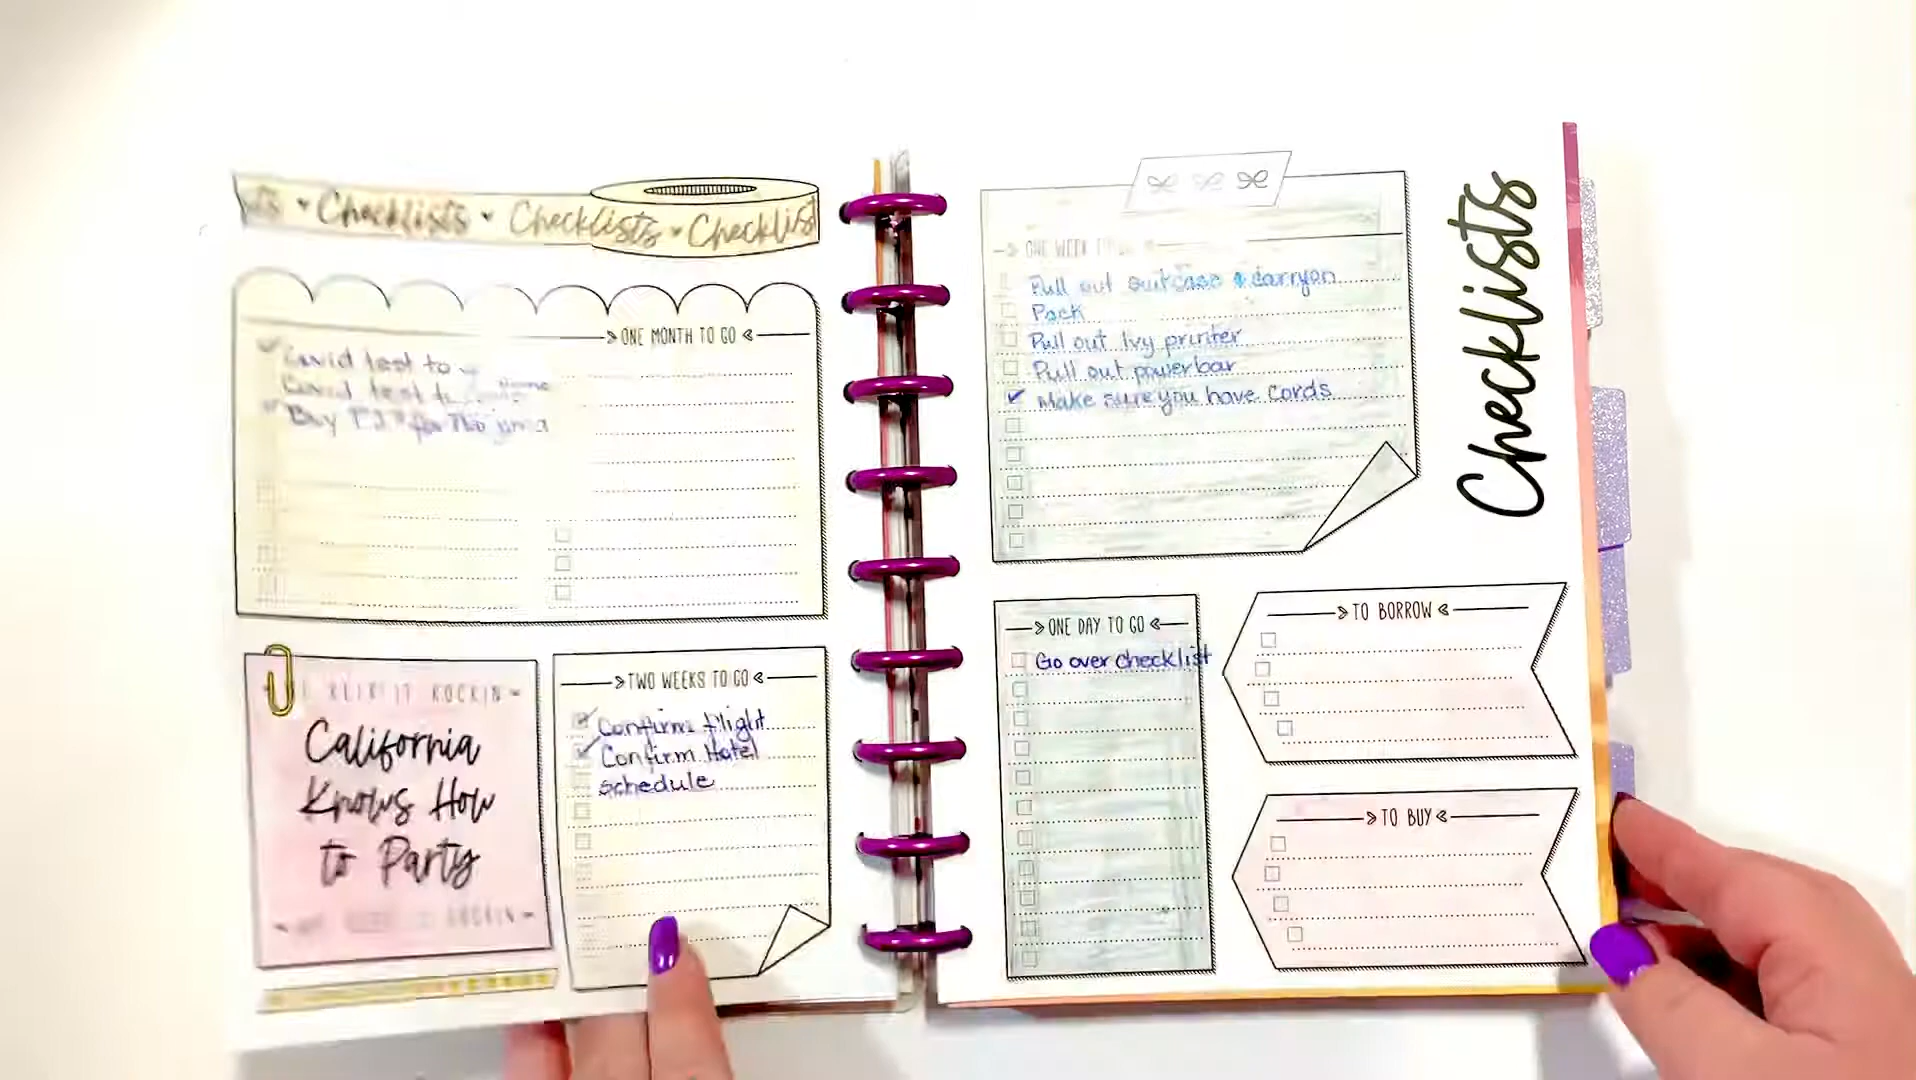 Checklists Checklists Checklist
ONE MONTH TO GO
Covid test to
Covid test
Buy for
California
Knows How
to Party
ROCKIN
TWO WEEKS TO GO
Confirm flight
Confirm Hotel
schedule
ONE WEEK
Pull out suitcase & carryon
Pack
Pull out Ivy printer
Pull out powerbar
Make sure you have Cords
Checklists
ONE DAY TO GO
Go over checklist
TO BORROW
TO BUY